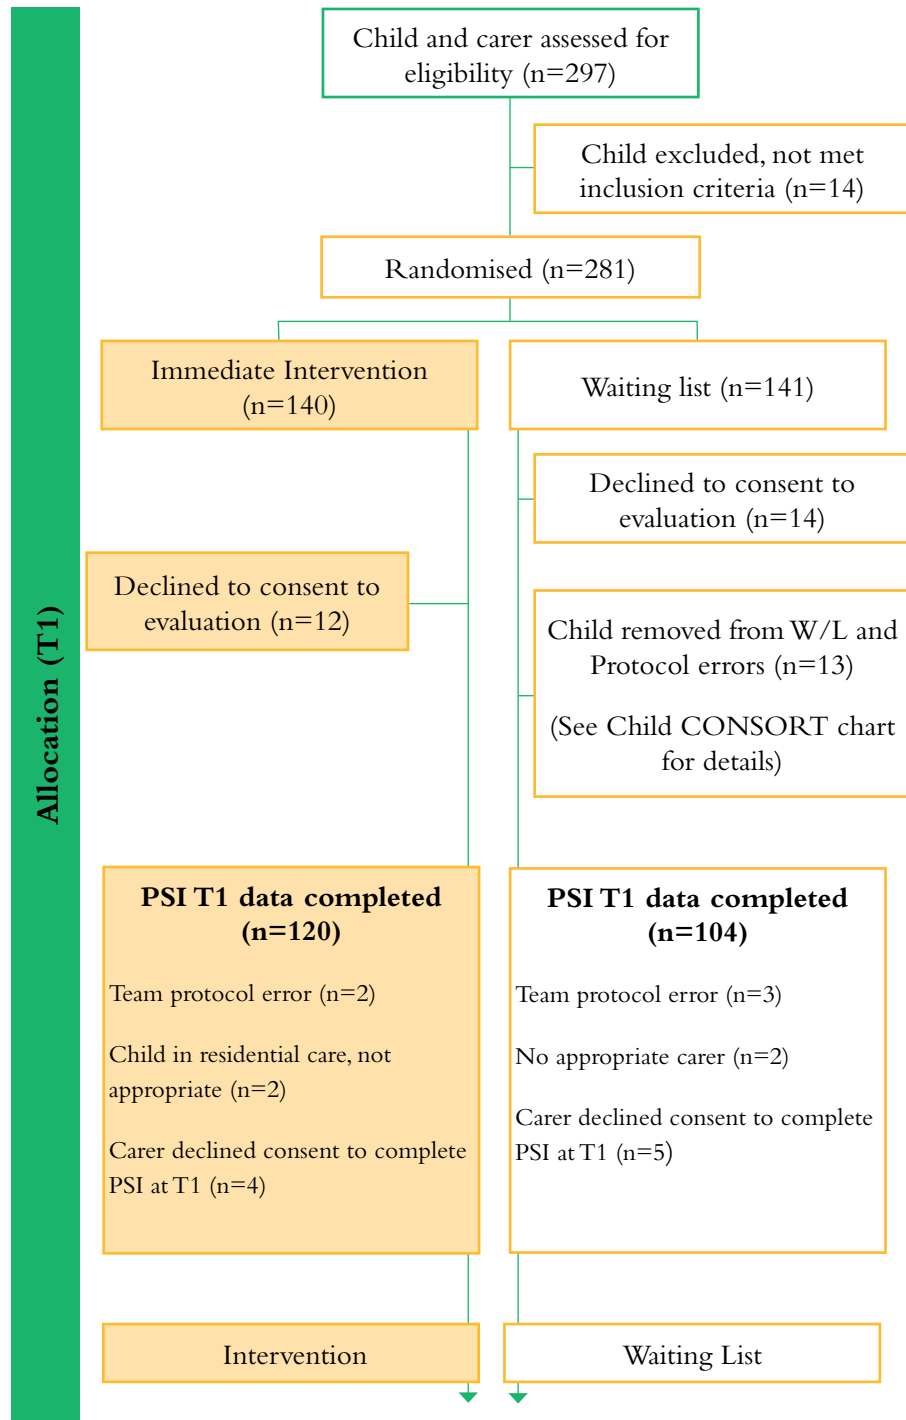 Child and carer assessed for
eligibility (n=297)
Child excluded, not met
inclusion criteria (n=14)
Randomised (n=281)
Immediate Intervention
(n=140)
Waiting list (n=141)
Declined to consent to
evaluation (n=14)
Declined to consent to
evaluation (n=12)
Child removed from W/L and
Protocol errors (n=13)
(See Child CONSORT chart
for details)
Allocation (T1)
PSI T1 data completed
(n=120)
Team protocol error (n=2)
Child in residential care, not
appropriate (n=2)
Carer declined consent to complete
PSI at T1 (n=4)
PSI T1 data completed
(n=104)
Team protocol error (n=3)
No appropriate carer (n=2)
Carer declined consent to complete
PSI at T1 (n=5)
Intervention
Waiting List